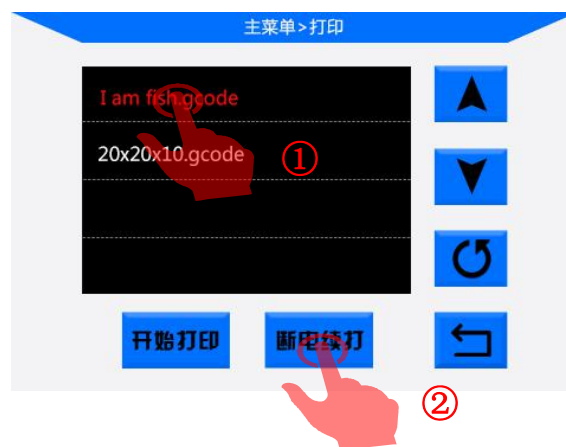 主菜单>打印
I am fish.gcode
20x20x10.gcode
①
开始打印
断电续打
②